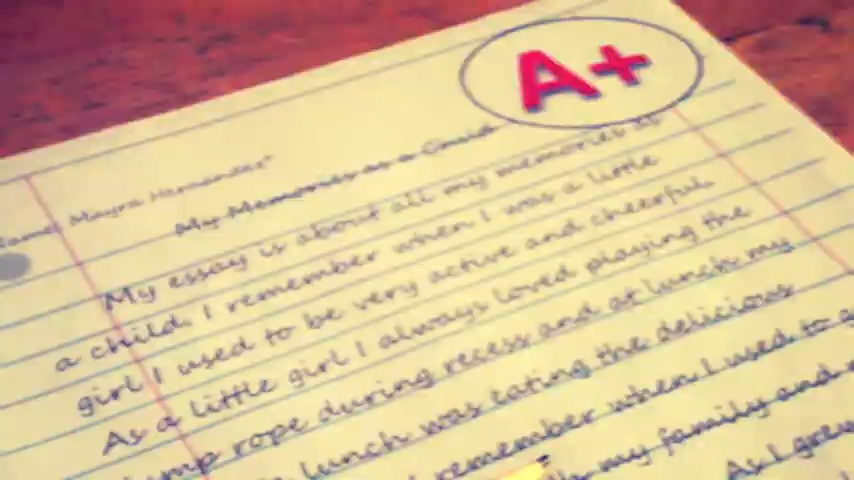 A+
Name Mayra Hernandez
My Memories as a Child
My essay is about all my memories as
a child. I remember when I was a little
girl I used to be very active and cheerful.
As a little girl I always loved playing the
jump rope during recess and at lunch my
lunch was eating the delicious
remember when I used to
my family and
As I grew